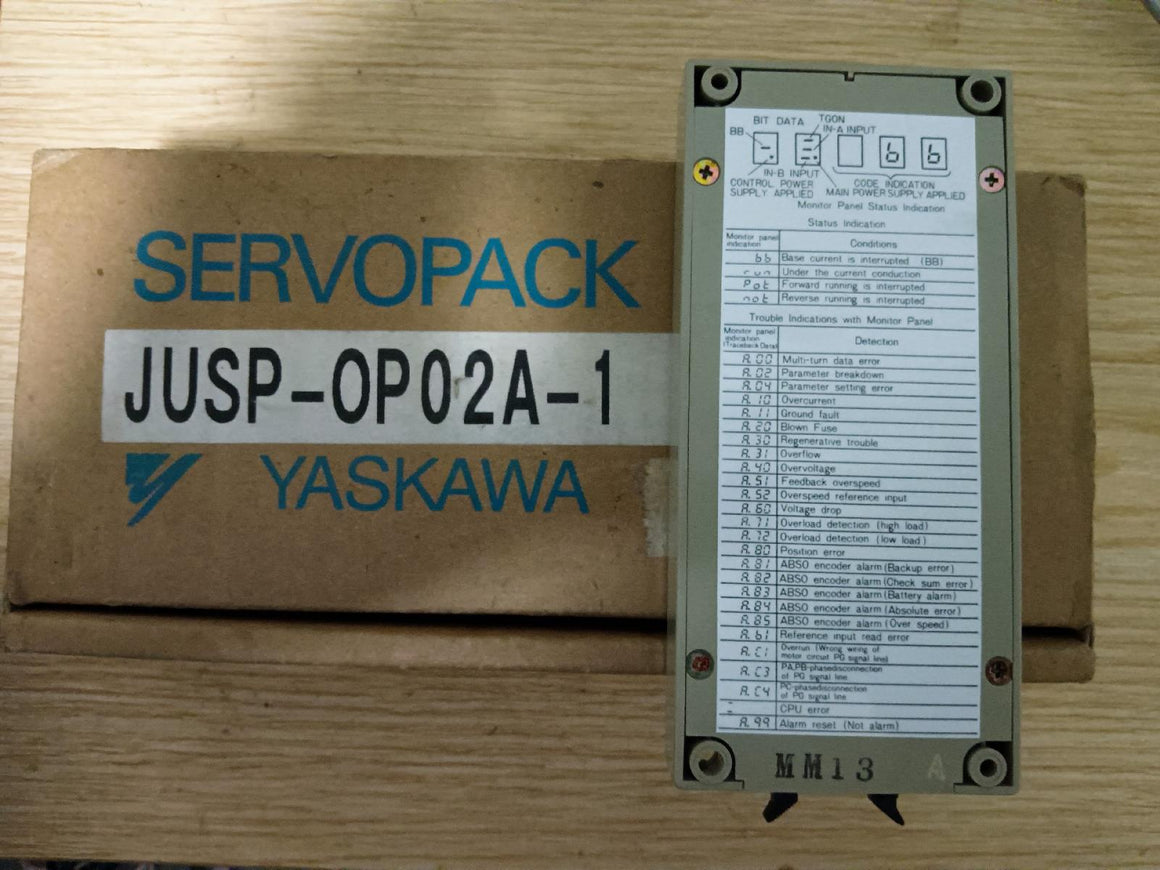 SERVOPACK
JUSP-OP02A-1
YASKAWA
BIT DATA
TGON
BB
IN-A INPUT
b b
IN-B INPUT
CONTROL POWER SUPPLY APPLIED
CODE INDICATION
MAIN POWER SUPPLY APPLIED
Monitor Panel Status Indication
Status Indication
Monitor panel indication Conditions
bb Base current is interrupted (BB)
run Under the current conduction
Pot Forward running is interrupted
not Reverse running is interrupted
Trouble Indications with Monitor Panel
Monitor panel indication (Traceback Data) Detection
A.00 Multi-turn data error
A.02 Parameter breakdown
A.04 Parameter setting error
A.10 Overcurrent
A.11 Ground fault
A.20 Blown Fuse
A.30 Regenerative trouble
A.31 Overflow
A.40 Overvoltage
A.51 Feedback overspeed
A.52 Overspeed reference input
A.60 Voltage drop
A.71 Overload detection (high load)
A.72 Overload detection (low load)
A.80 Position error
A.81 ABSO encoder alarm (Backup error)
A.82 ABSO encoder alarm (Check sum error)
A.83 ABSO encoder alarm (Battery alarm)
A.84 ABSO encoder alarm (Absolute error)
A.85 ABSO encoder alarm (Over speed)
A.b1 Reference input read error
A.C1 Overrun (Wrong wiring of
motor circuit PG signal line)
A.C3 PA,PB-phasedisconnection
of PG signal line
A.C4 PC-phasedisconnection
of PG signal line
CPU error
A.99 Alarm reset (Not alarm)
MM13
A